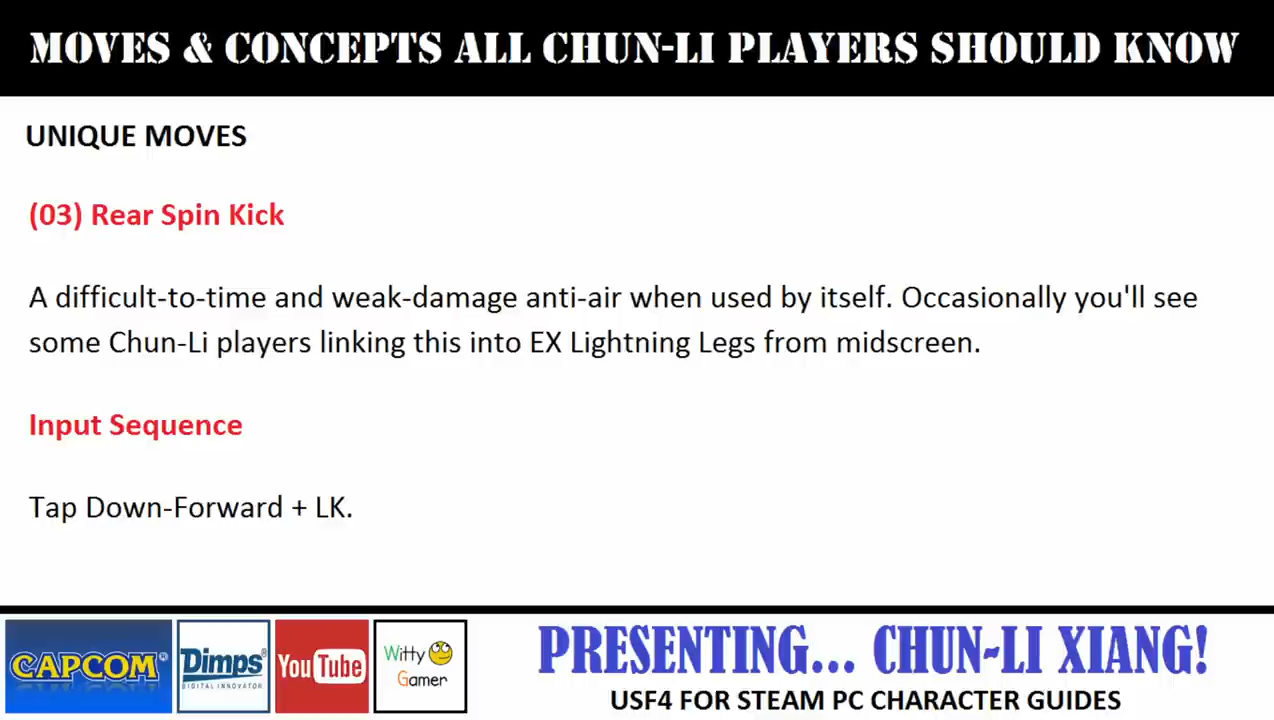 MOVES & CONCEPTS ALL CHUN-LI PLAYERS SHOULD KNOW
UNIQUE MOVES
(03) Rear Spin Kick
A difficult-to-time and weak-damage anti-air when used by itself. Occasionally you'll see
some Chun-Li players linking this into EX Lightning Legs from midscreen.
Input Sequence
Tap Down-Forward + LK.
CAPCOM®
Dimps®
DIGITAL INNOVATOR
YouTube
Witty
Gamer
PRESENTING... CHUN-LI XIANG!
USF4 FOR STEAM PC CHARACTER GUIDES